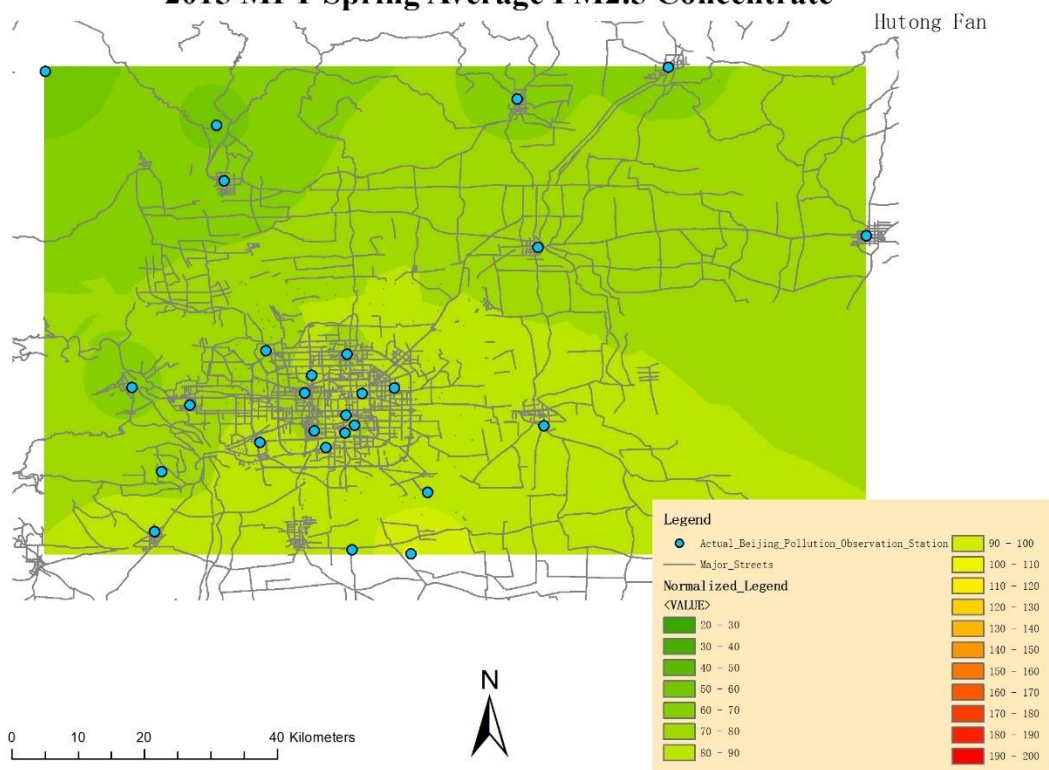 2015 MFI Spring Average PM2.5 Concentrate
Hutong Fan
Legend
Actual_Beijing_Pollution_Observation_Station
Major_Streets
Normalized_Legend
<VALUE>
20 - 30
30 - 40
40 - 50
50 - 60
60 - 70
70 - 80
80 - 90
90 - 100
100 - 110
110 - 120
120 - 130
130 - 140
140 - 150
150 - 160
160 - 170
170 - 180
180 - 190
190 - 200
N
0 10 20 40 Kilometers